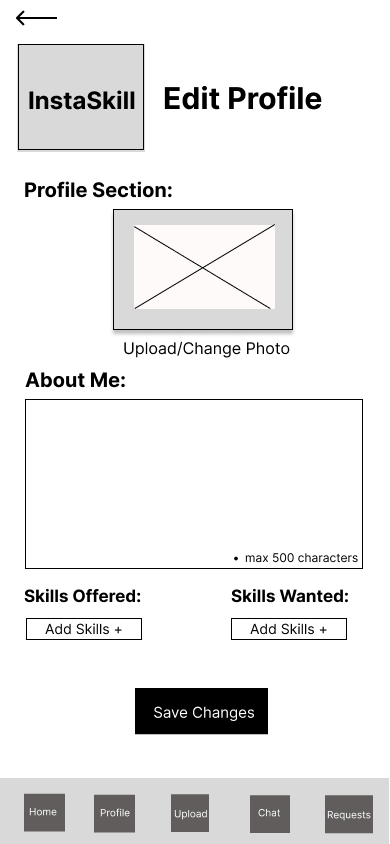 InstaSkill
Edit Profile
Profile Section:
Upload/Change Photo
About Me:
• max 500 characters
Skills Offered:
Skills Wanted:
Add Skills +
Add Skills +
Save Changes
Home
Profile
Upload
Chat
Requests